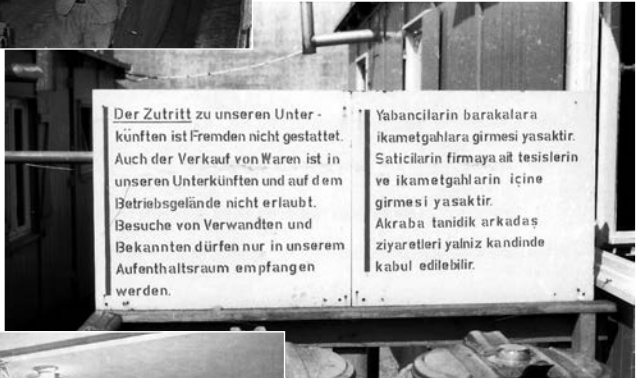 Der Zutritt zu unseren Unter-
künften ist Fremden nicht gestattet.
Auch der Verkauf von Waren ist in
unseren Unterkünften und auf dem
Betriebsgelände nicht erlaubt.
Besuche von Verwandten und
Bekannten dürfen nur in unserem
Aufenthaltsraum empfangen
werden.
Yabancilarin barakalara
ikametgahlara girmesi yasaktir.
Saticilarin firmaya ait tesislerin
ve ikametgahlarin içine
girmesi yasaktir.
Akraba tanidik arkadaş
ziyaretleri yalniz kandinde
kabul edilebilir.